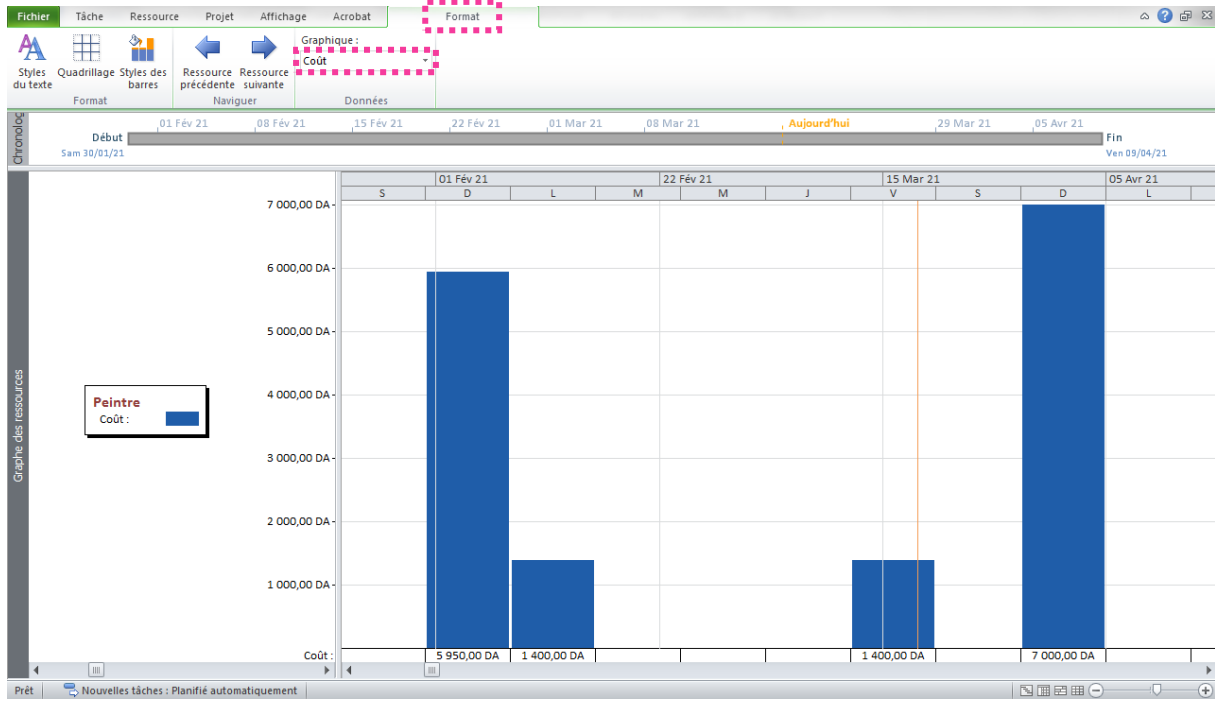 Fichier Tâche Ressource Projet Affichage Acrobat Format
Graphique :
Coût
Styles du texte
Quadrillage
Styles des barres
Ressource précédente
Ressource suivante
Format Naviguer Données
Chronolog
01 Fév 21 08 Fév 21 15 Fév 21 22 Fév 21 01 Mar 21 08 Mar 21 Aujourd'hui 29 Mar 21 05 Avr 21
Début
Sam 30/01/21
Fin
Ven 09/04/21
01 Fév 21 22 Fév 21 15 Mar 21 05 Avr 21
S D L M M J V S D L
7 000,00 DA
6 000,00 DA
5 000,00 DA
4 000,00 DA
3 000,00 DA
2 000,00 DA
1 000,00 DA
Graphe des ressources
Peintre
Coût :
Coût : 5 950,00 DA 1 400,00 DA 1 400,00 DA 7 000,00 DA
Prêt Nouvelles tâches : Planifié automatiquement